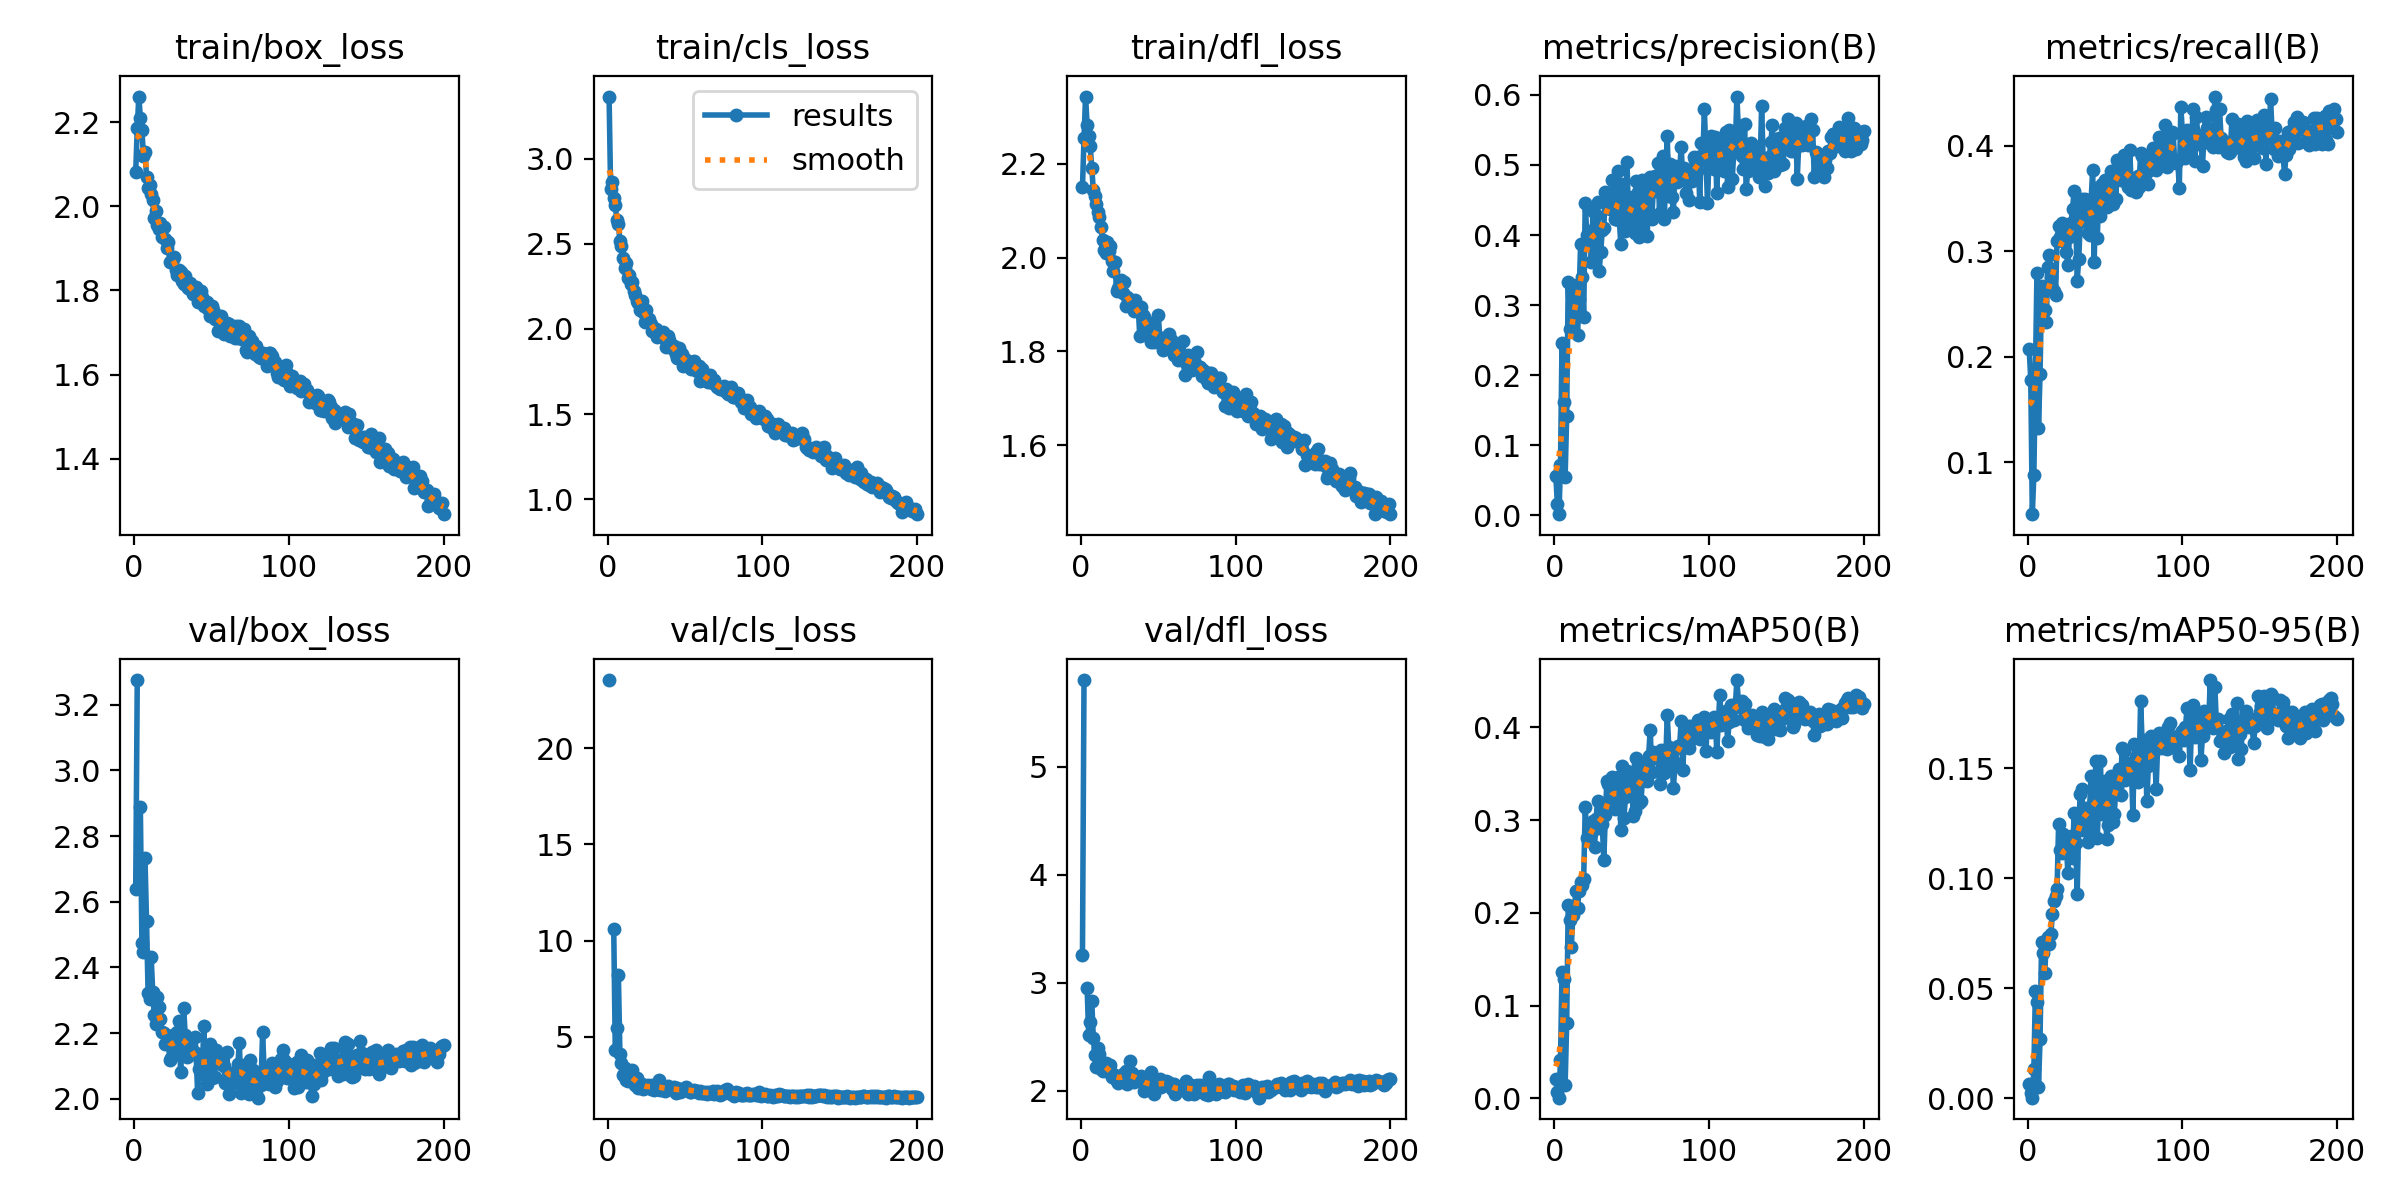 train/box_loss
2.2
2.0
1.8
1.6
1.4
0 100 200
train/cls_loss
results
smooth
3.0
2.5
2.0
1.5
1.0
0 100 200
train/dfl_loss
2.2
2.0
1.8
1.6
0 100 200
metrics/precision(B)
0.6
0.5
0.4
0.3
0.2
0.1
0.0
0 100 200
metrics/recall(B)
0.4
0.3
0.2
0.1
0 100 200
val/box_loss
3.2
3.0
2.8
2.6
2.4
2.2
2.0
0 100 200
val/cls_loss
20
15
10
5
0 100 200
val/dfl_loss
5
4
3
2
0 100 200
metrics/mAP50(B)
0.4
0.3
0.2
0.1
0.0
0 100 200
metrics/mAP50-95(B)
0.15
0.10
0.05
0.00
0 100 200